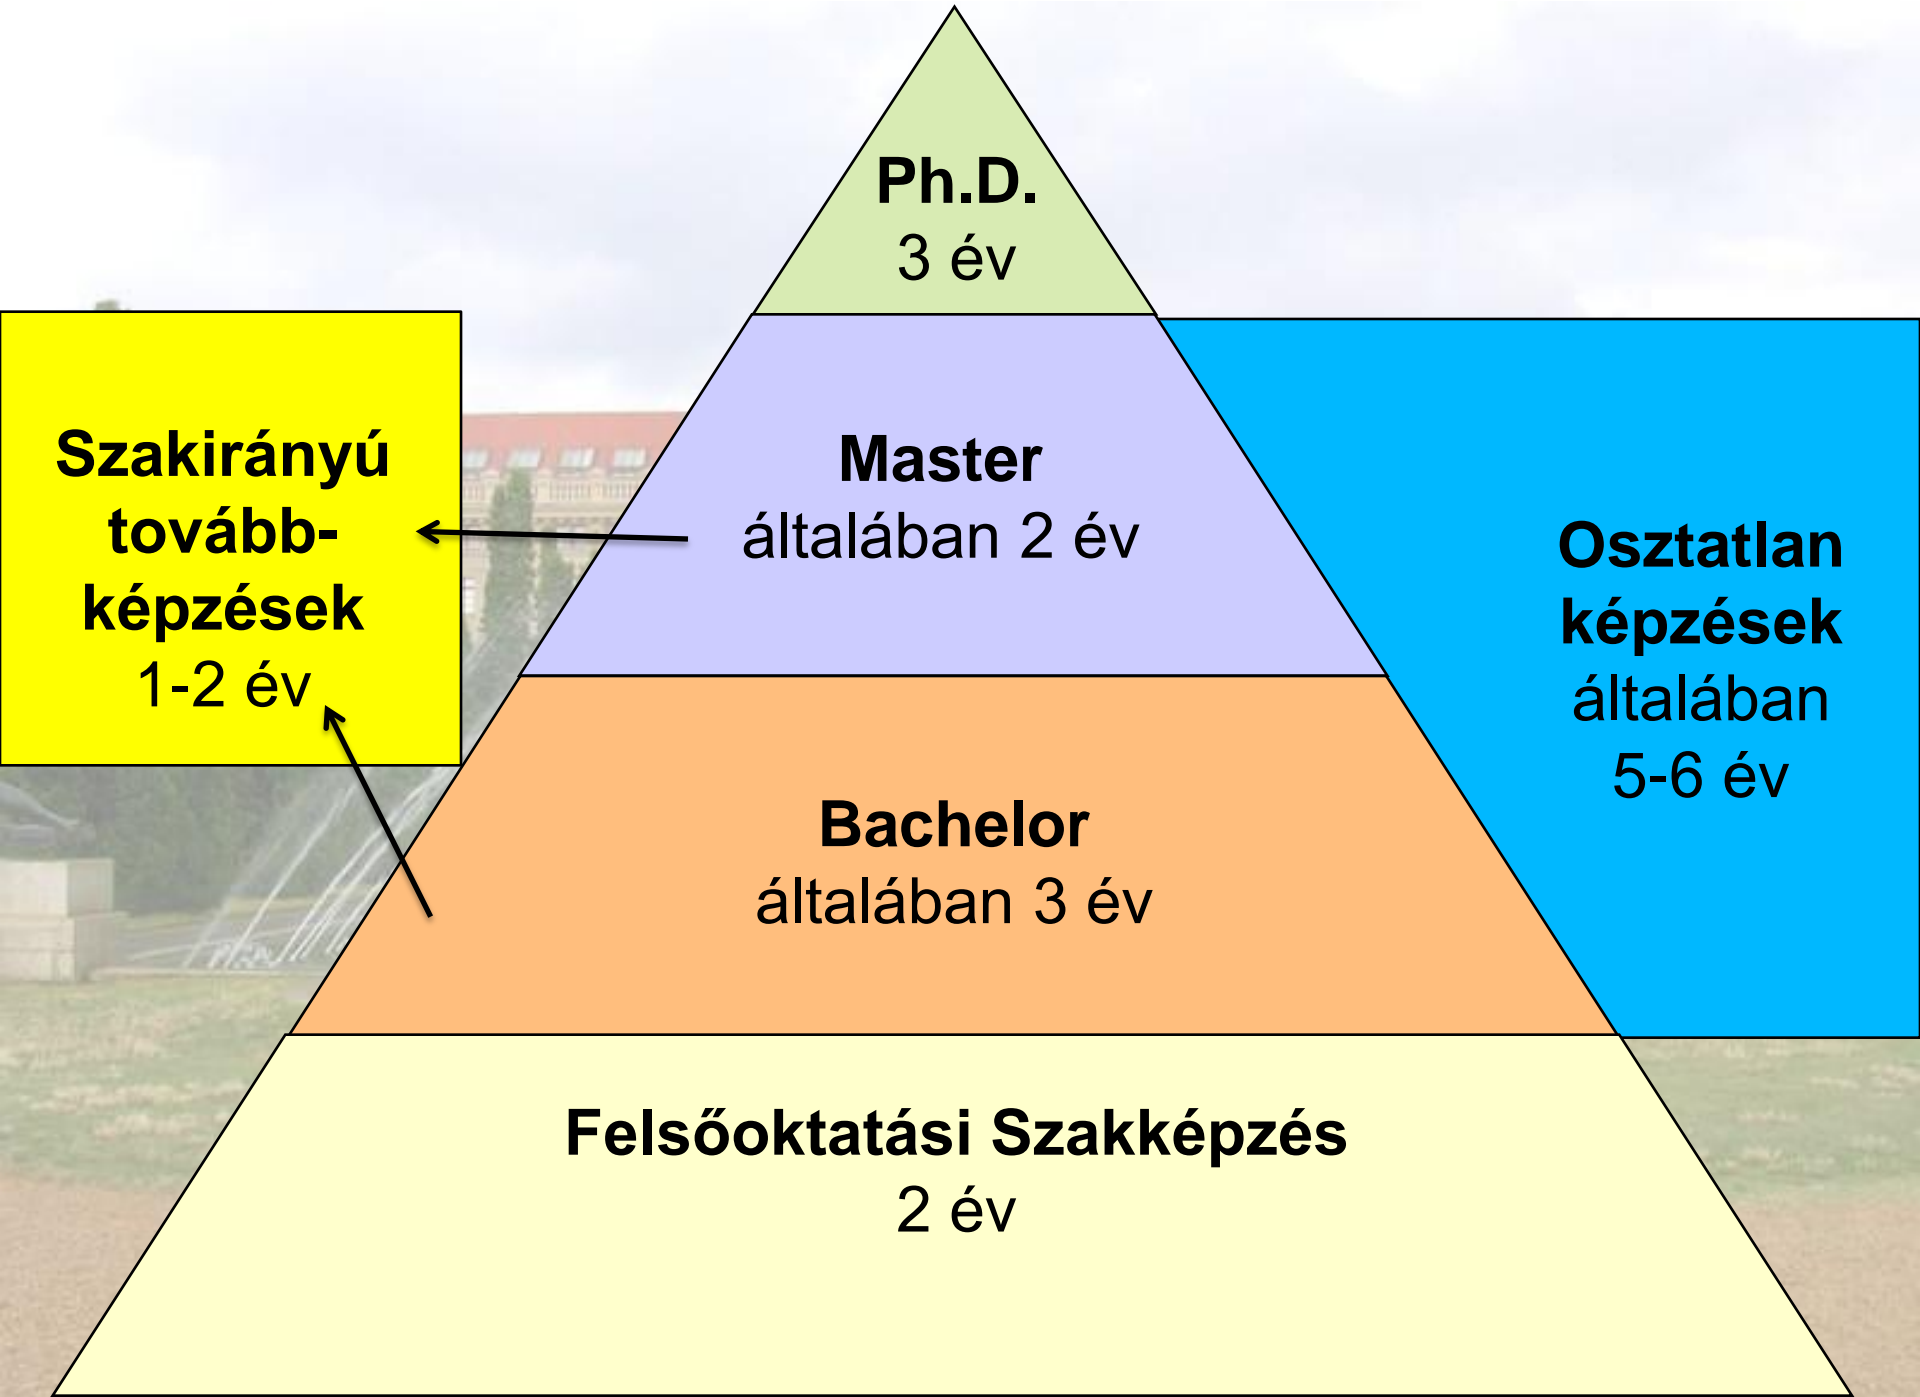 Ph.D.
3 év
Szakirányú
tovább-
képzések
1-2 év
Master
általában 2 év
Osztatlan
képzések
általában
5-6 év
Bachelor
általában 3 év
Felsőoktatási Szakképzés
2 év